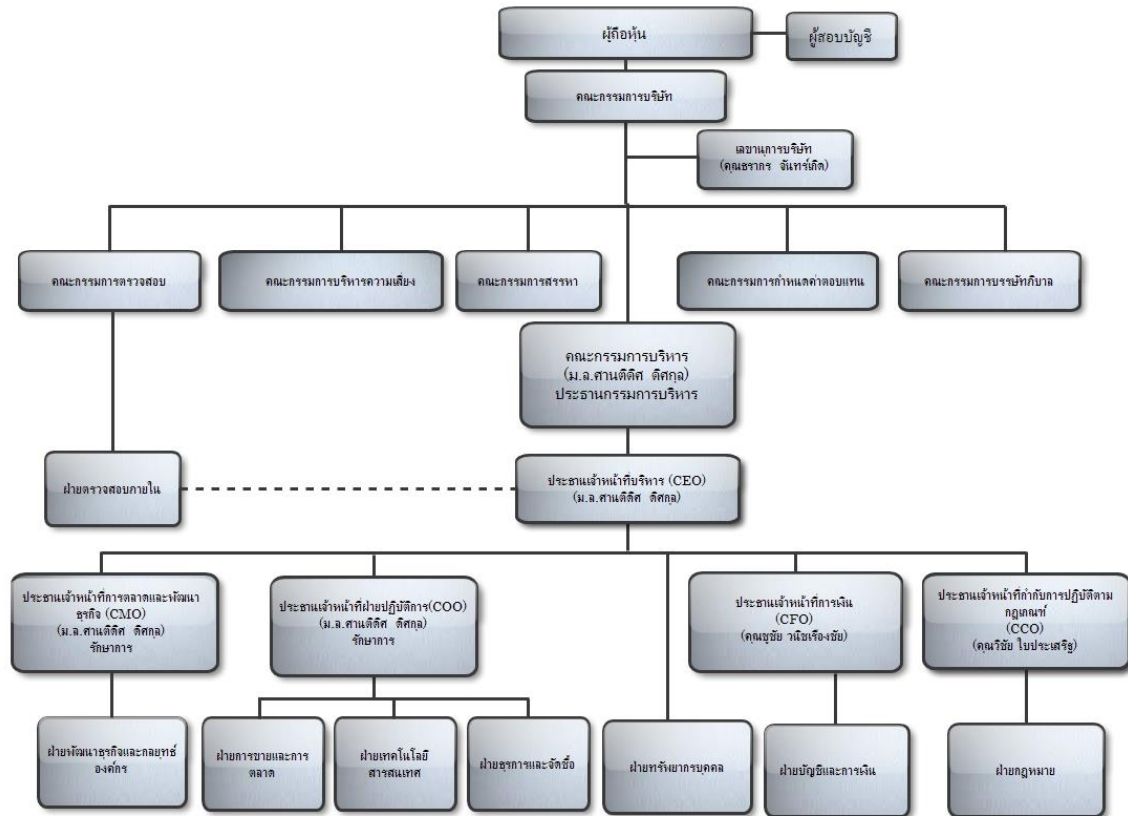 ผู้ถือหุ้น
ผู้สอบบัญชี
คณะกรรมการบริษัท
เลขานุการบริษัท
(คุณธรากร จันทร์เกิด)
คณะกรรมการตรวจสอบ
คณะกรรมการบริหารความเสี่ยง
คณะกรรมการสรรหา
คณะกรรมการกำหนดค่าตอบแทน
คณะกรรมการบรรษัทภิบาล
คณะกรรมการบริหาร
(ม.ล.ศานติดิศ ดิศกุล)
ประธานกรรมการบริหาร
ฝ่ายตรวจสอบภายใน
ประธานเจ้าหน้าที่บริหาร (CEO)
(ม.ล.ศานติดิศ ดิศกุล)
ประธานเจ้าหน้าที่การตลาดและพัฒนา
ธุรกิจ (CMO)
(ม.ล.ศานติดิศ ดิศกุล)
รักษาการ
ประธานเจ้าหน้าที่ฝ่ายปฏิบัติการ(COO)
(ม.ล.ศานติดิศ ดิศกุล)
รักษาการ
ประธานเจ้าหน้าที่การเงิน
(CFO)
(คุณชูชัย วนิชเรืองชัย)
ประธานเจ้าหน้าที่กำกับการปฏิบัติตาม
กฎเกณฑ์
(CCO)
(คุณวิชัย ใบประเสริฐ)
ฝ่ายพัฒนาธุรกิจและกลยุทธ์
องค์กร
ฝ่ายการขายและการ
ตลาด
ฝ่ายเทคโนโลยี
สารสนเทศ
ฝ่ายธุรการและจัดซื้อ
ฝ่ายทรัพยากรบุคคล
ฝ่ายบัญชีและการเงิน
ฝ่ายกฎหมาย